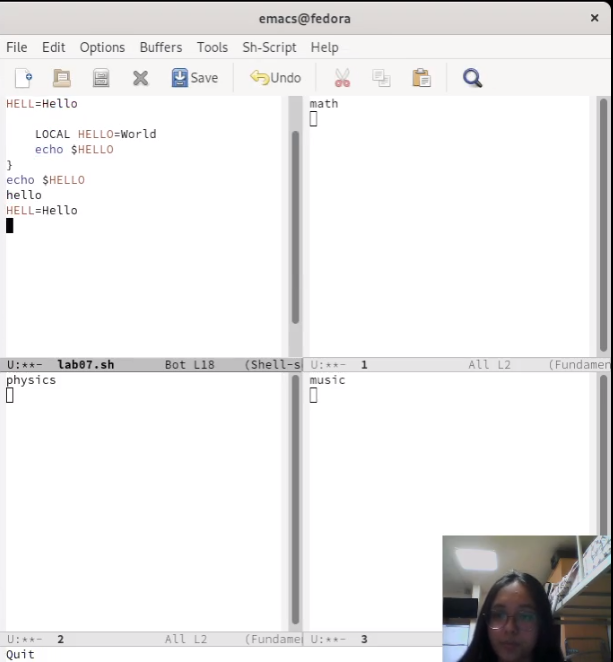 emacs@fedora
×
File Edit Options Buffers Tools Sh-Script Help
Save Undo
HELL=Hello
LOCAL HELLO=World
echo $HELLO
}
echo $HELLO
hello
HELL=Hello
math
U:**- lab07.sh Bot L18 (Shell-s
U:**- 1 All L2 (Fundamen
physics
music
U:**- 2 All L2 (Fundamen
U:**- 3
Quit